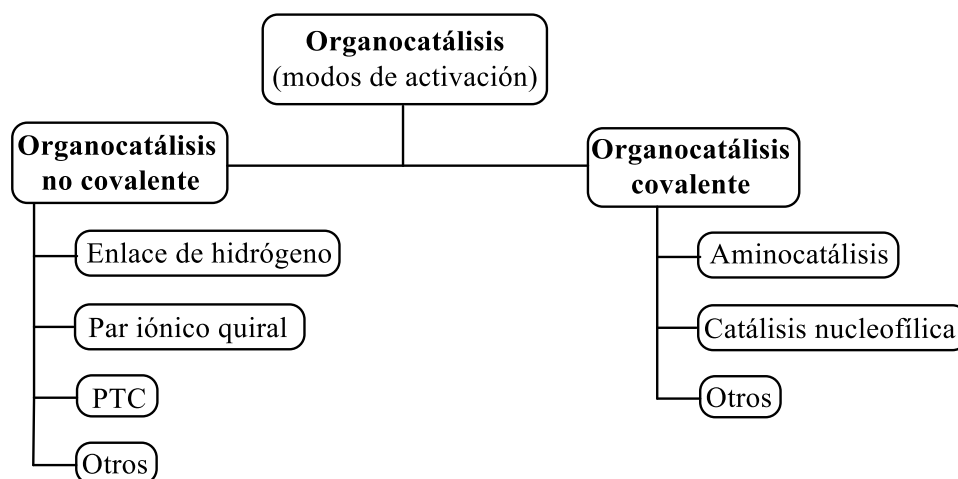 Organocatálisis
(modos de activación)
Organocatálisis
no covalente
Enlace de hidrógeno
Par iónico quiral
PTC
Otros
Organocatálisis
covalente
Aminocatálisis
Catálisis nucleofílica
Otros